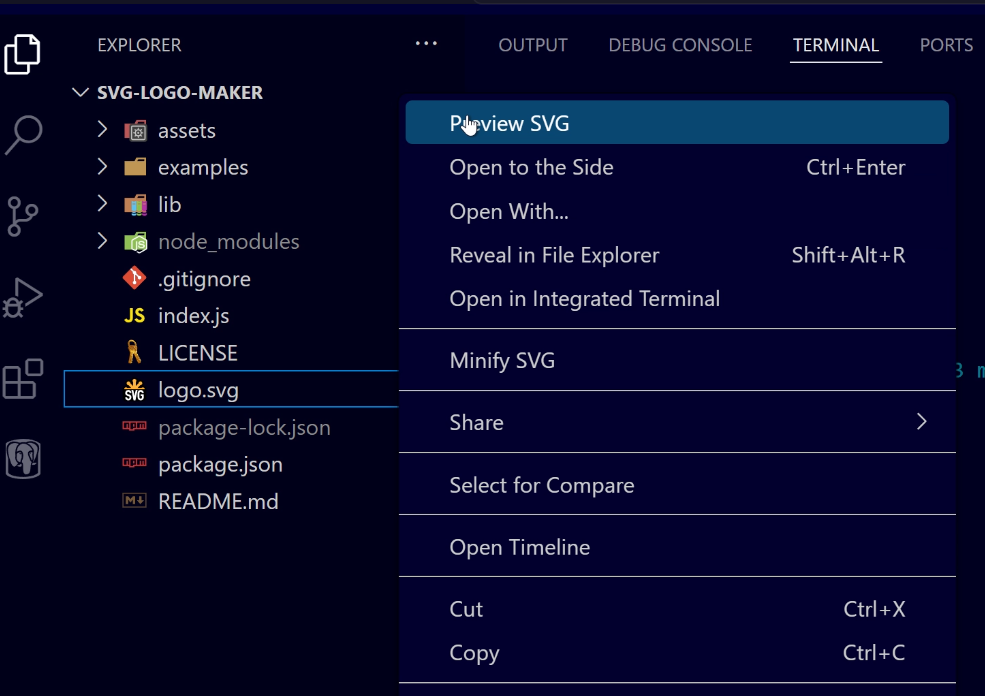 EXPLORER
OUTPUT DEBUG CONSOLE TERMINAL PORTS
SVG-LOGO-MAKER
assets
examples
lib
node_modules
.gitignore
JS index.js
LICENSE
SVG logo.svg
package-lock.json
package.json
README.md
Preview SVG
Open to the Side Ctrl+Enter
Open With...
Reveal in File Explorer Shift+Alt+R
Open in Integrated Terminal
Minify SVG
Share
Select for Compare
Open Timeline
Cut Ctrl+X
Copy Ctrl+C